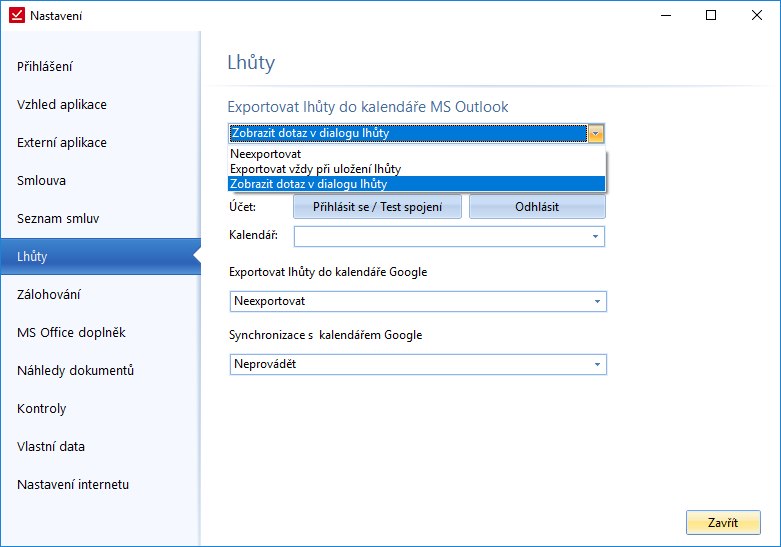 Nastavení
Přihlášení
Vzhled aplikace
Externí aplikace
Smlouva
Seznam smluv
Lhůty
Zálohování
MS Office doplněk
Náhledy dokumentů
Kontroly
Vlastní data
Nastavení internetu
Lhůty
Exportovat lhůty do kalendáře MS Outlook
Zobrazit dotaz v dialogu lhůty
Neexportovat
Exportovat vždy při uložení lhůty
Zobrazit dotaz v dialogu lhůty
Účet:
Přihlásit se / Test spojení
Odhlásit
Kalendář:
Exportovat lhůty do kalendáře Google
Neexportovat
Synchronizace s kalendářem Google
Neprovádět
Zavřít